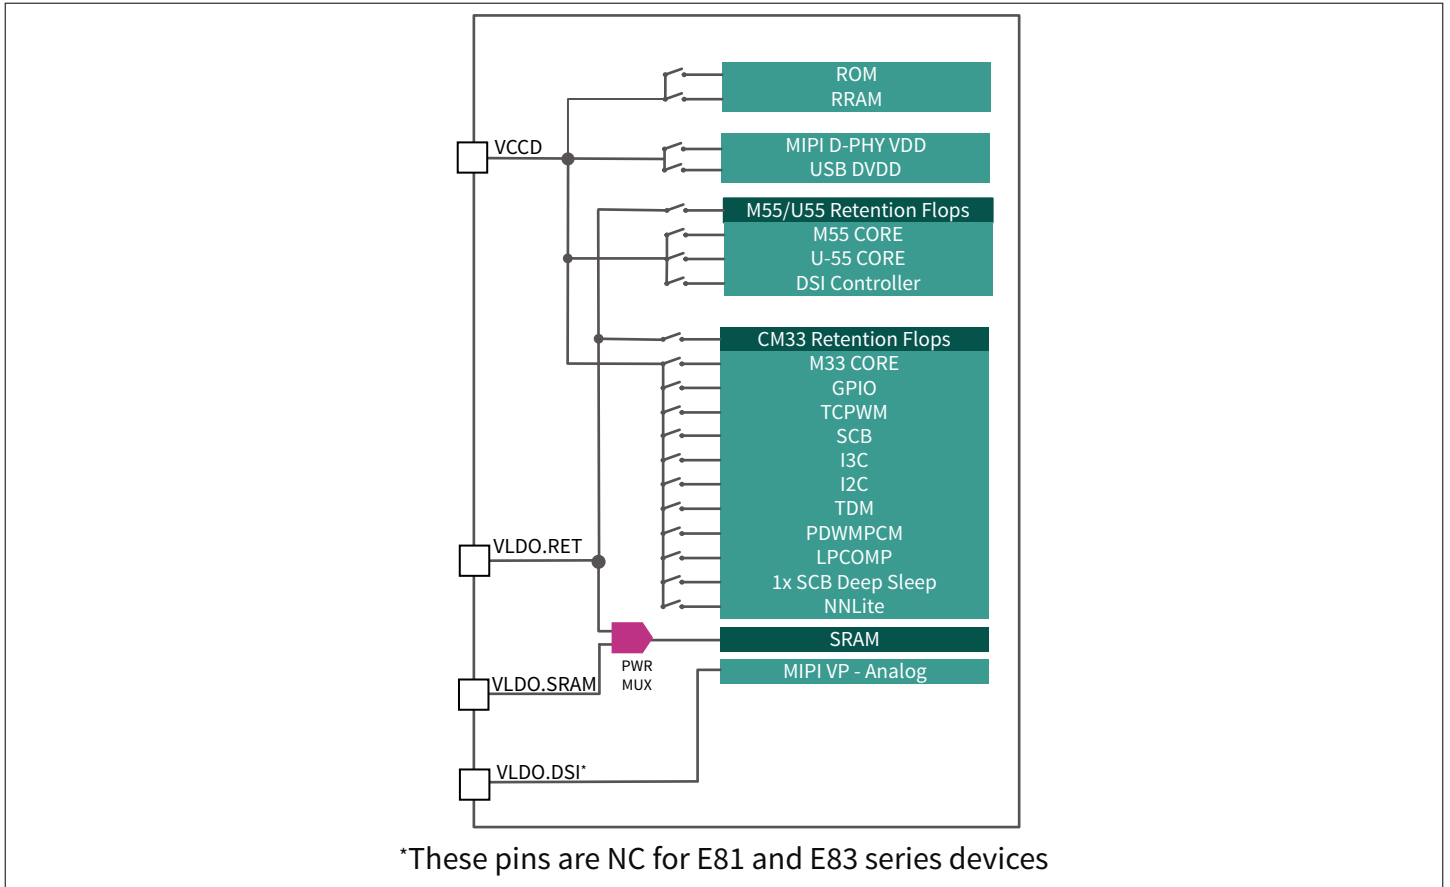 ROM
RRAM
VCCD
MIPI D-PHY VDD
USB DVDD
M55/U55 Retention Flops
M55 CORE
U-55 CORE
DSI Controller
CM33 Retention Flops
M33 CORE
GPIO
TCPWM
SCB
I3C
I2C
TDM
PDWMPCM
LPCOMP
1x SCB Deep Sleep
NNLite
VLDO.RET
SRAM
PWR
MUX
MIPI VP - Analog
VLDO.SRAM
VLDO.DSI*
*These pins are NC for E81 and E83 series devices